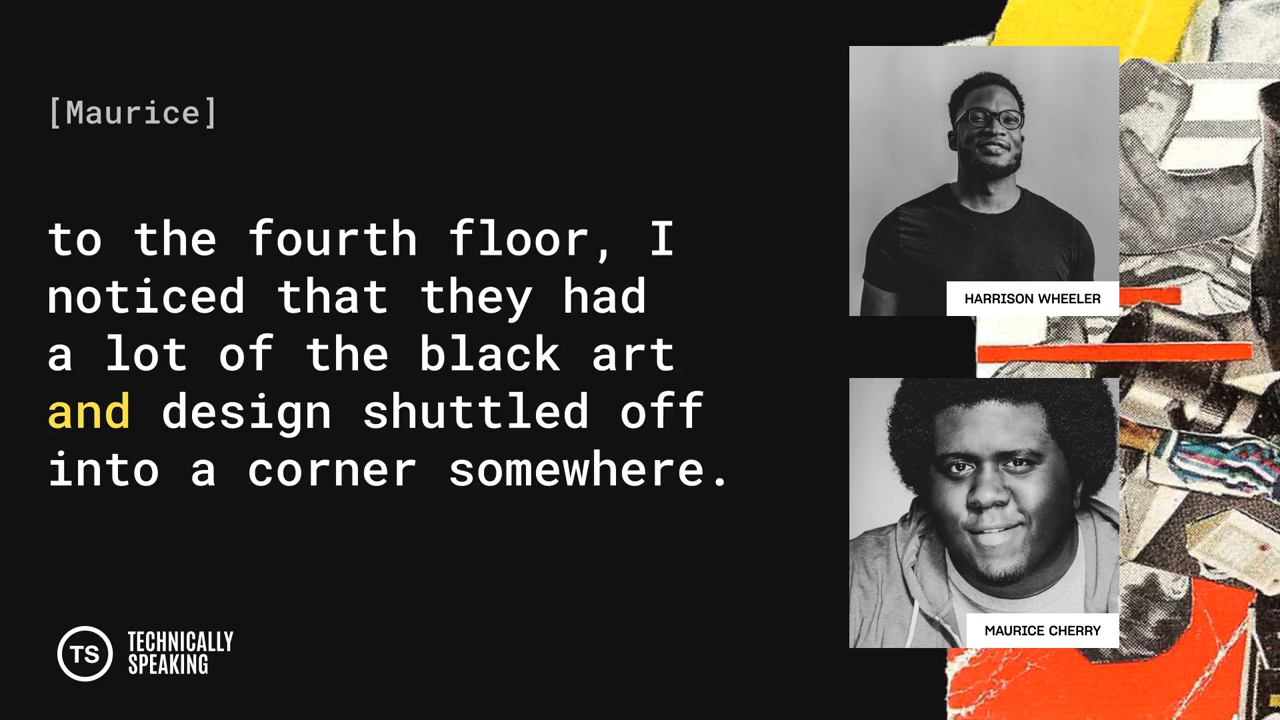 [Maurice]
to the fourth floor, I
noticed that they had
a lot of the black art
and design shuttled off
into a corner somewhere.
HARRISON WHEELER
MAURICE CHERRY
TS
TECHNICALLY
SPEAKING